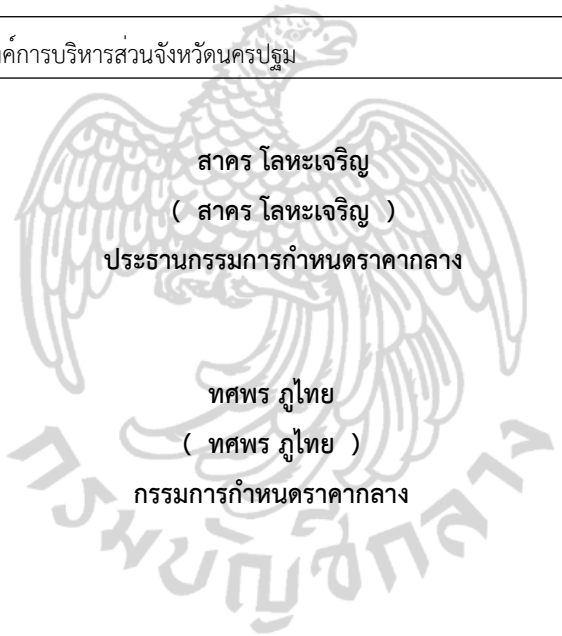 งค์การบริหารส่วนจังหวัดนครปฐม
สาคร โลหะเจริญ
( สาคร โลหะเจริญ )
ประธานกรรมการกำหนดราคากลาง
ทศพร ภูไทย
( ทศพร ภูไทย )
กรรมการกำหนดราคากลาง
กรมบัญชีกลาง